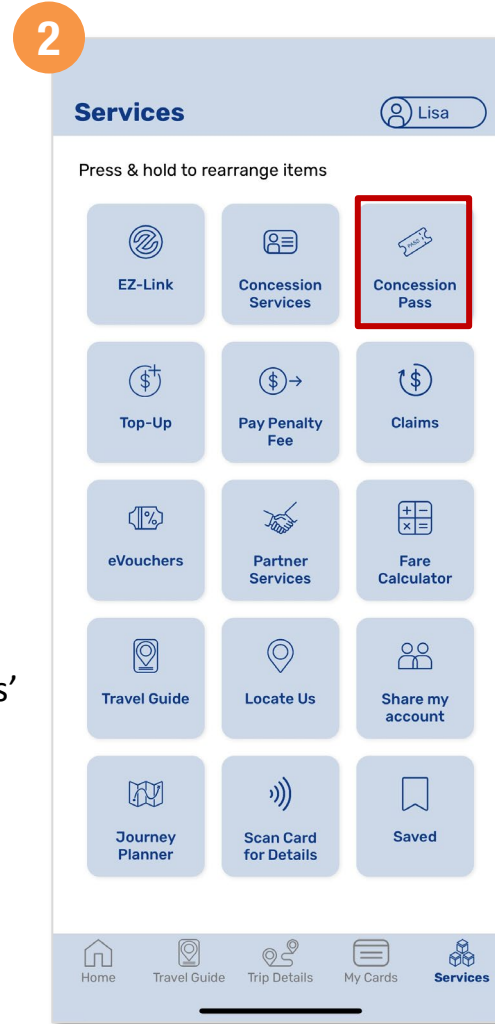 2
Services
Lisa
Press & hold to rearrange items
EZ-Link
Concession
Services
PASS
Concession
Pass
Top-Up
Pay Penalty
Fee
Claims
eVouchers
Partner
Services
Fare
Calculator
s’
Travel Guide
Locate Us
Share my
account
Journey
Planner
Scan Card
for Details
Saved
Home
Travel Guide
Trip Details
My Cards
Services